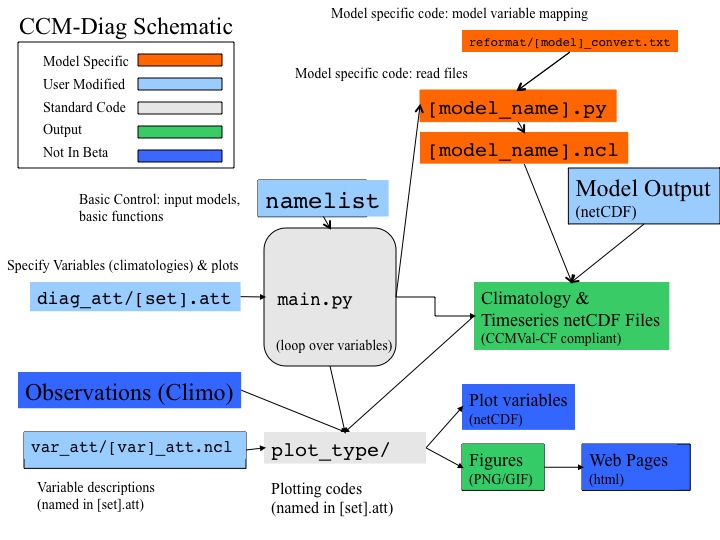 CCM-Diag Schematic
Model Specific
User Modified
Standard Code
Output
Not In Beta
Model specific code: model variable mapping
reformat/[model]_convert.txt
Model specific code: read files
[model_name].py
[model_name].ncl
Model Output
(netCDF)
Basic Control: input models,
basic functions
namelist
Specify Variables (climatologies) & plots
diag_att/[set].att
main.py
(loop over variables)
Climatology &
Timeseries netCDF Files
(CCMVal-CF compliant)
Observations (Climo)
Plot variables
(netCDF)
var_att/[var]_att.ncl
plot_type/
Figures
(PNG/GIF)
Web Pages
(html)
Variable descriptions
(named in [set].att)
Plotting codes
(named in [set].att)